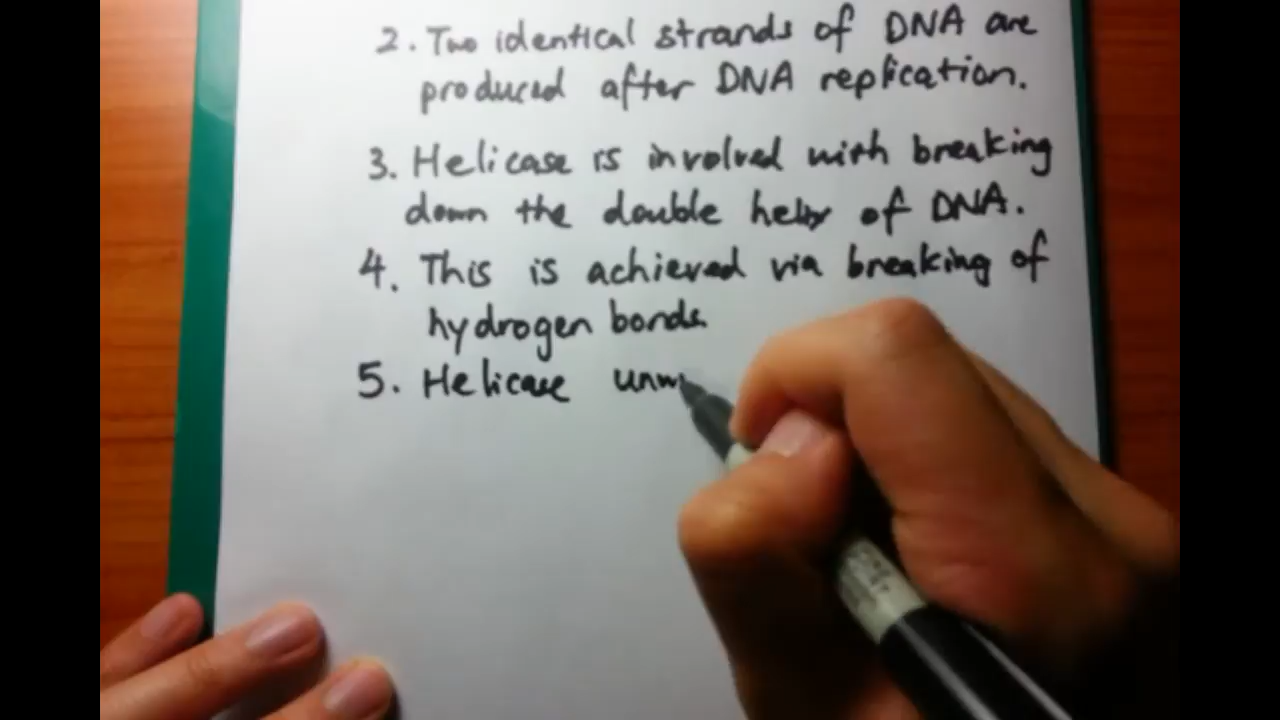 2. Two identical strands of DNA are
produced after DNA replication.
3. Helicase is involved with breaking
down the double helix of DNA.
4. This is achieved via breaking of
hydrogen bonds
5. Helicase